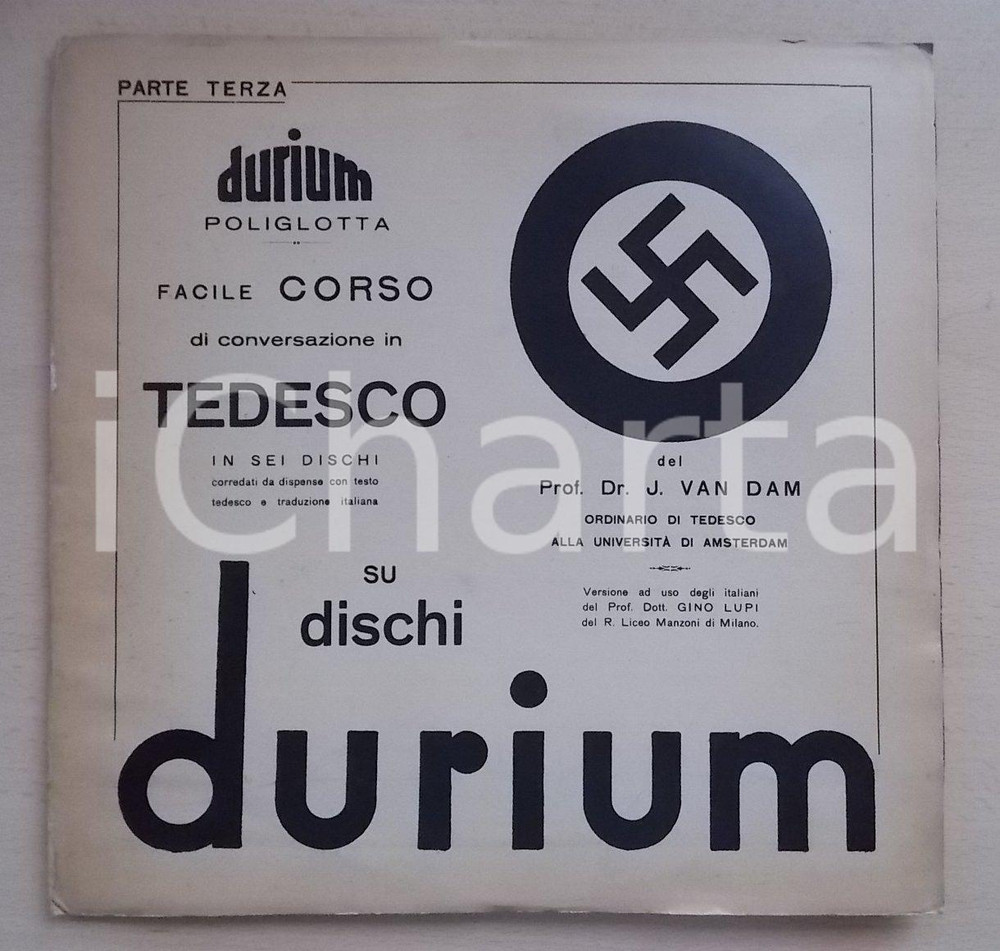 PARTE TERZA
durium
POLIGLOTTA
FACILE CORSO
di conversazione in
TEDESCO
IN SEI DISCHI
corredati da dispense con testo
tedesco e traduzione italiana
del
Prof. Dr. J. VAN DAM
ORDINARIO DI TEDESCO
ALLA UNIVERSITÀ DI AMSTERDAM
Versione ad uso degli italiani
del Prof. Dott. GINO LUPI
del R. Liceo Manzoni di Milano.
su
dischi
durium
iCharta